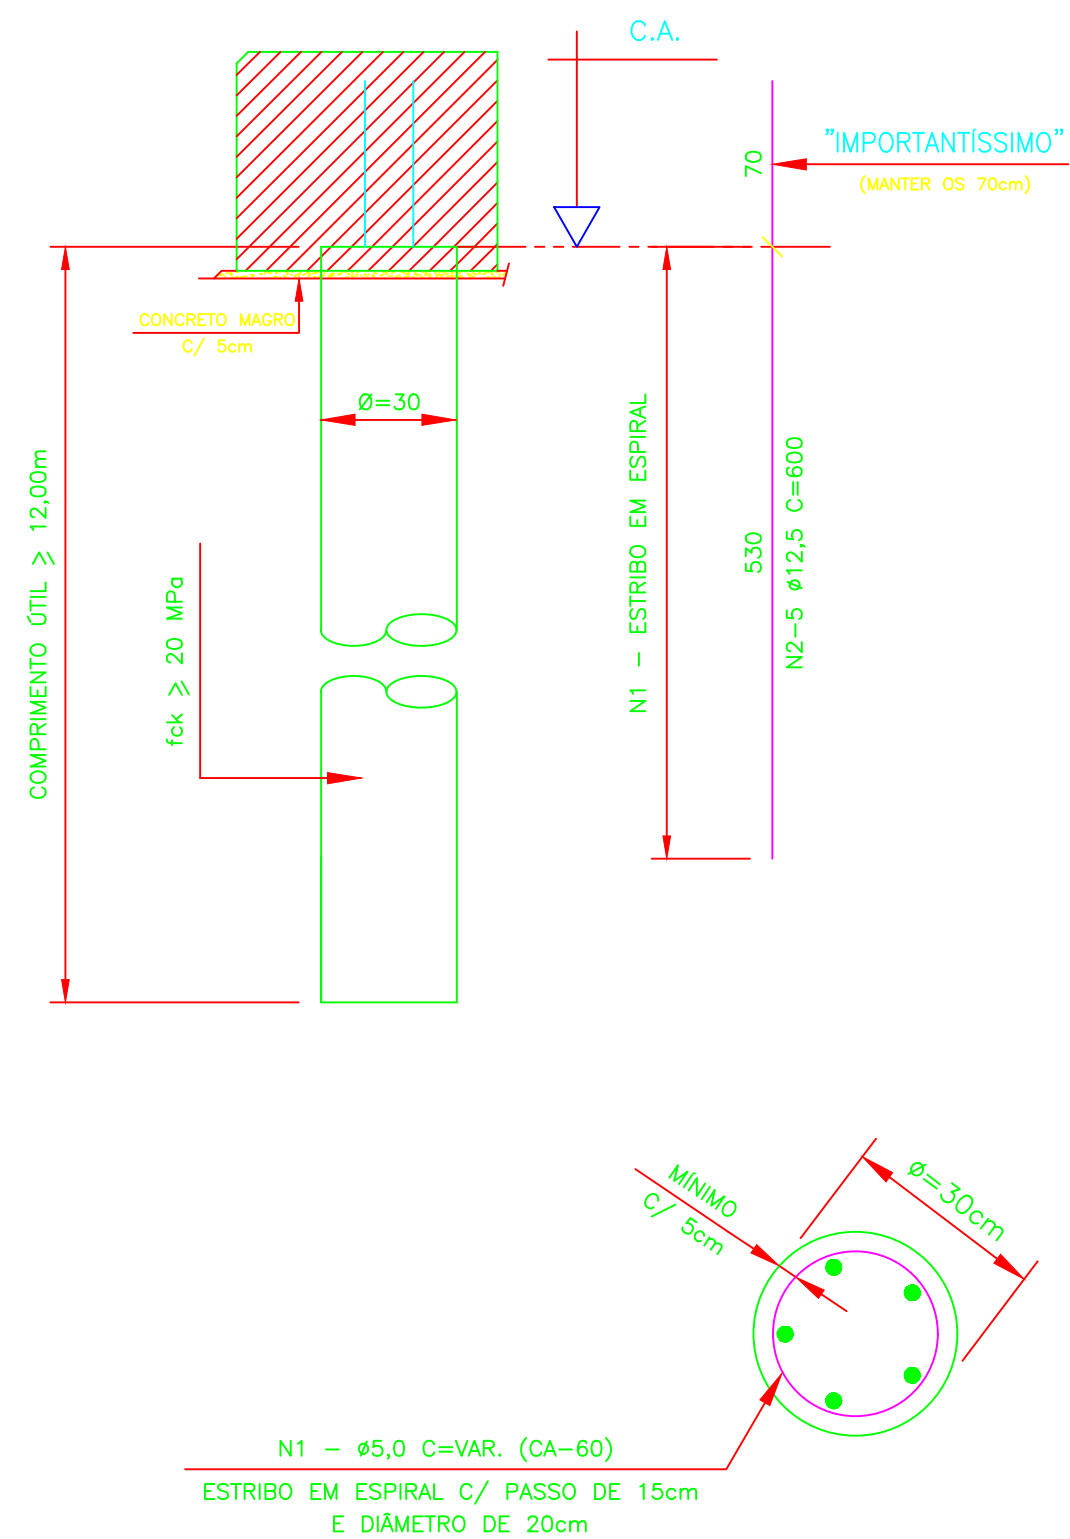 C.A.
"IMPORTANTÍSSIMO"
(MANTER OS 70cm)
70
CONCRETO MAGRO
C/ 5cm
Ø=30
COMPRIMENTO ÚTIL ≥ 12,00m
fck ≥ 20 MPa
N1 - ESTRIBO EM ESPIRAL
530
N2-5 ø12,5 C=600
MÍNIMO
C/ 5cm
Ø=30cm
N1 - ø5,0 C=VAR. (CA-60)
ESTRIBO EM ESPIRAL C/ PASSO DE 15cm
E DIÂMETRO DE 20cm